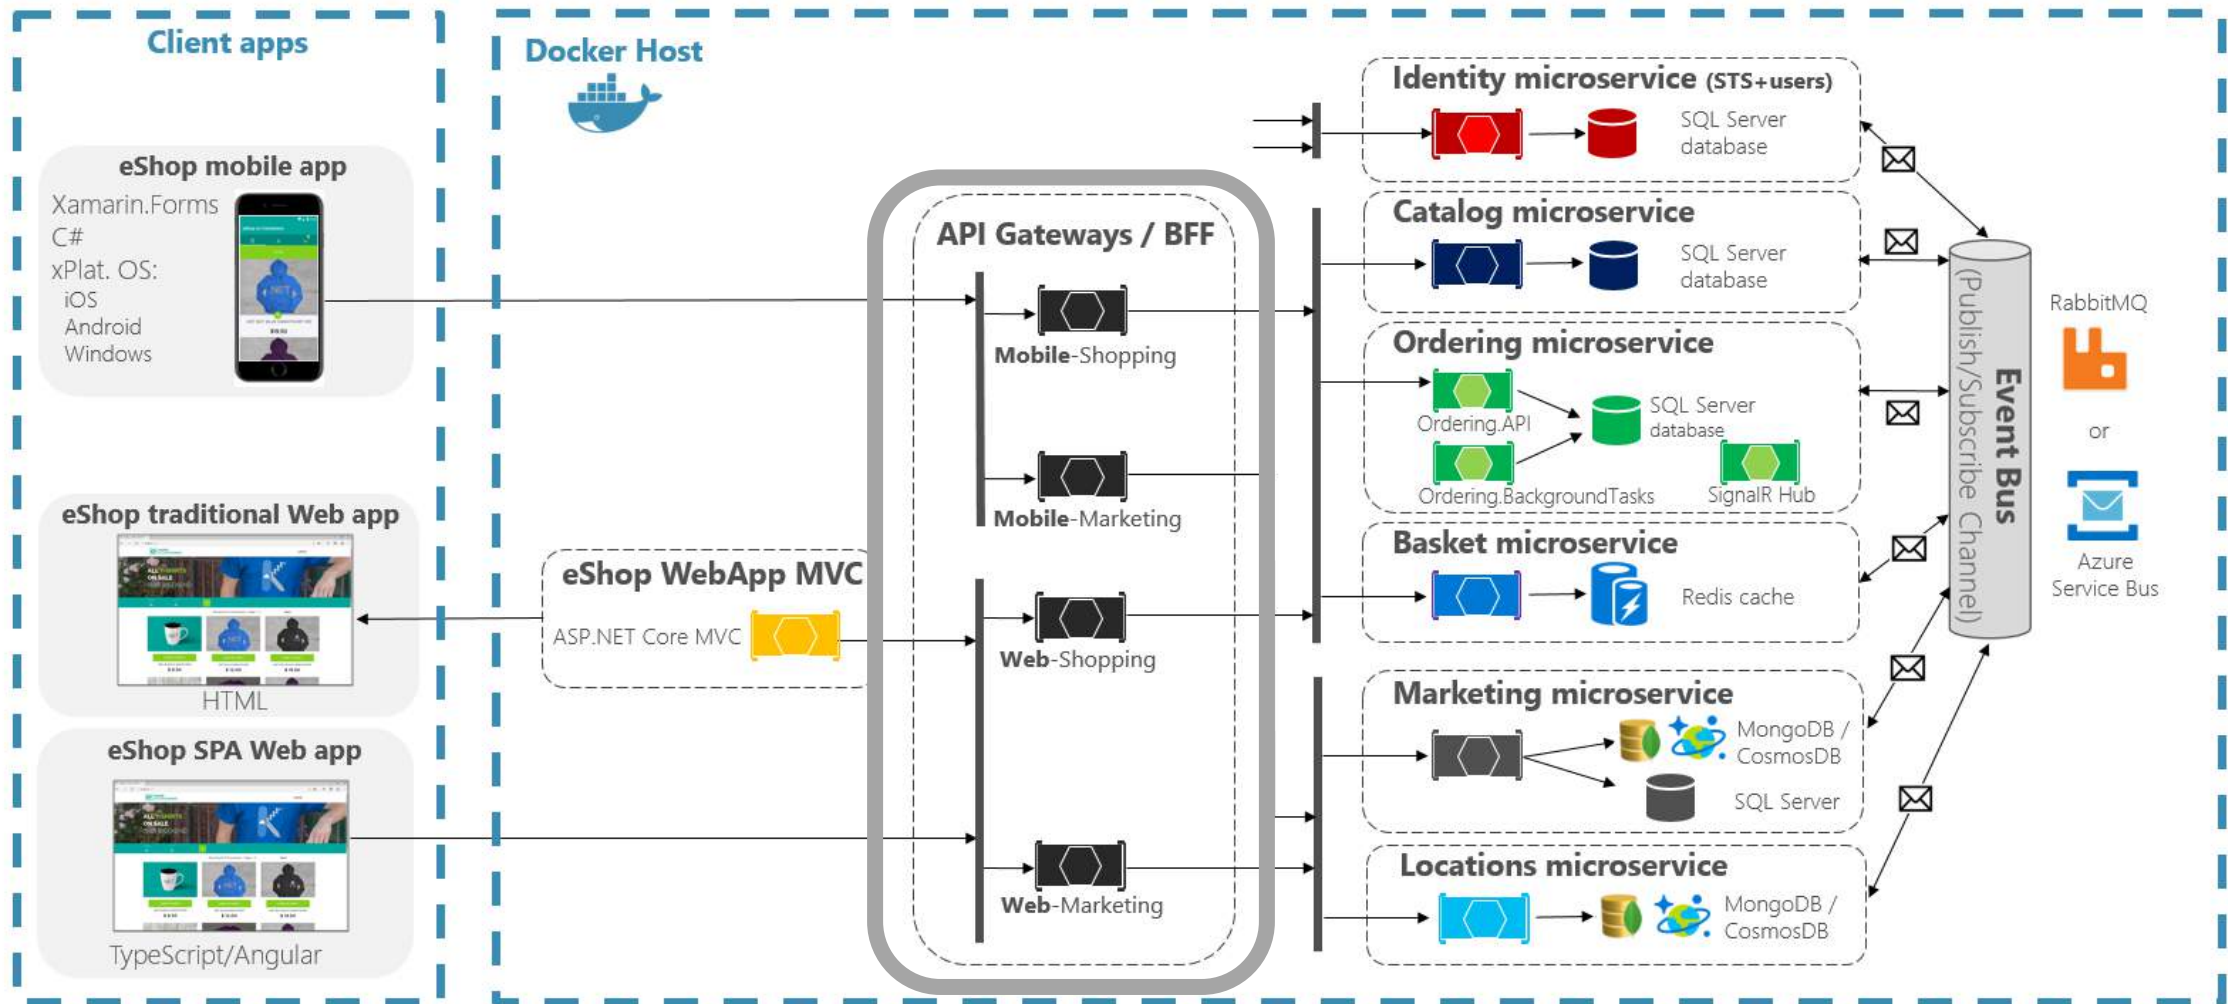 Client apps
eShop mobile app
Xamarin.Forms
C#
xPlat. OS:
iOS
Android
Windows
eShop traditional Web app
ALL T-SHIRTS
ON SALE
HTML
eShop SPA Web app
TypeScript/Angular
Docker Host
eShop WebApp MVC
ASP.NET Core MVC
API Gateways / BFF
Mobile-Shopping
Mobile-Marketing
Web-Shopping
Web-Marketing
Identity microservice (STS+users)
SQL Server
database
Catalog microservice
SQL Server
database
Ordering microservice
Ordering.API
SQL Server
database
Ordering.BackgroundTasks
SignalR Hub
Basket microservice
Redis cache
Marketing microservice
MongoDB /
CosmosDB
SQL Server
Locations microservice
MongoDB /
CosmosDB
Event Bus
(Publish/Subscribe Channel)
RabbitMQ
or
Azure
Service Bus